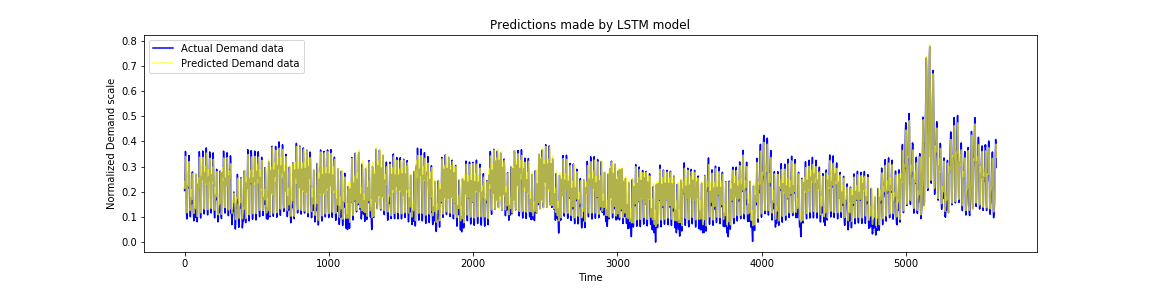 Predictions made by LSTM model
Actual Demand data
Predicted Demand data
Normalized Demand scale
0.8
0.7
0.6
0.5
0.4
0.3
0.2
0.1
0.0
0 1000 2000 3000 4000 5000
Time